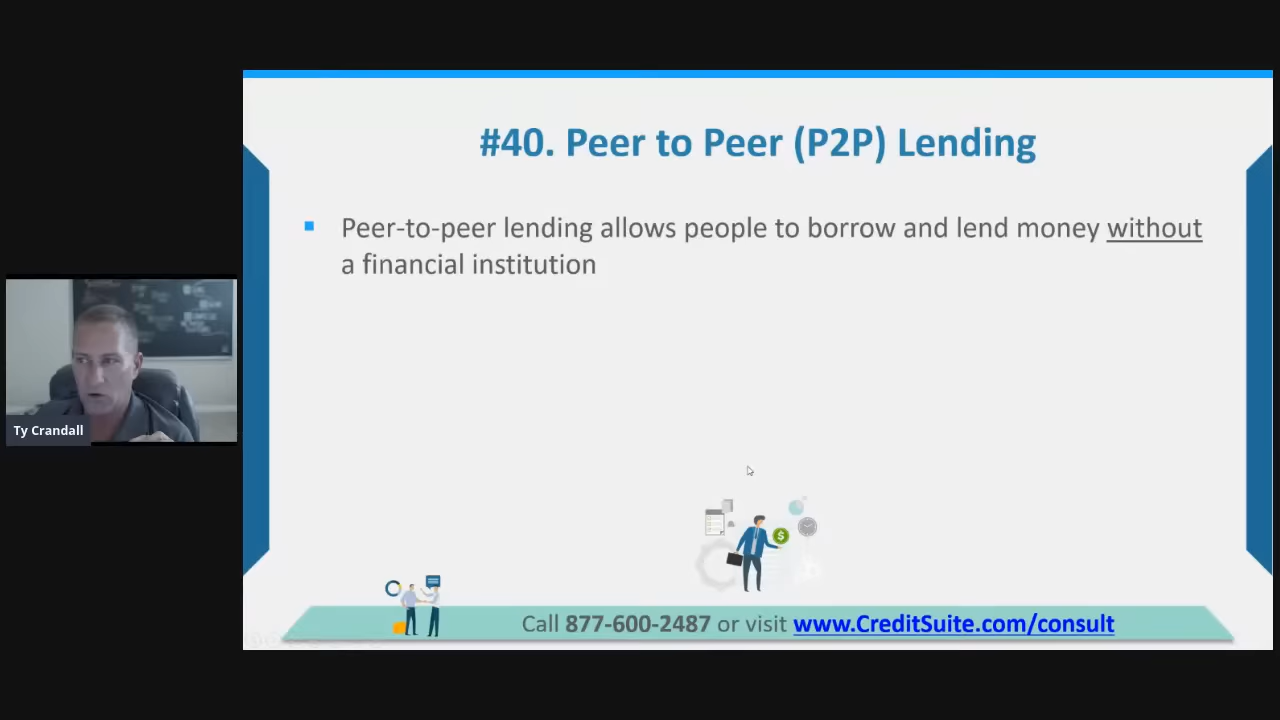 #40. Peer to Peer (P2P) Lending
Peer-to-peer lending allows people to borrow and lend money without
a financial institution
Ty Crandall
Call 877-600-2487 or visit www.CreditSuite.com/consult